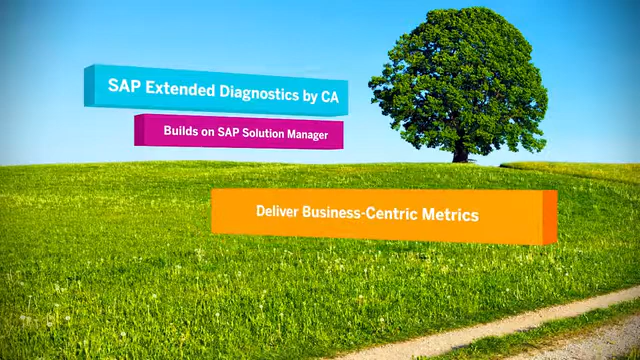 SAP Extended Diagnostics by CA
Builds on SAP Solution Manager
Deliver Business-Centric Metrics